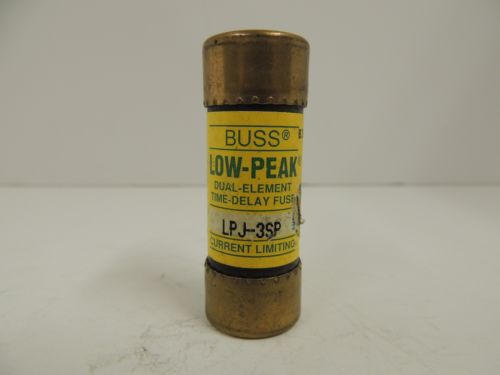 BUSS®
LOW-PEAK®
DUAL-ELEMENT
TIME-DELAY FUSE
LPJ-3SP
CURRENT LIMITING